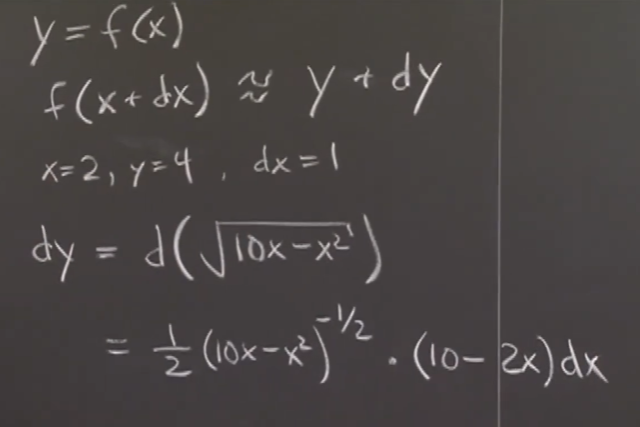 y = f(x)
f(x + dx) ≈ y + dy
x=2, y=4, dx=1
dy = d(√(10x−x²))
= 1/2 (10x−x²)^(−1/2) · (10−2x)dx